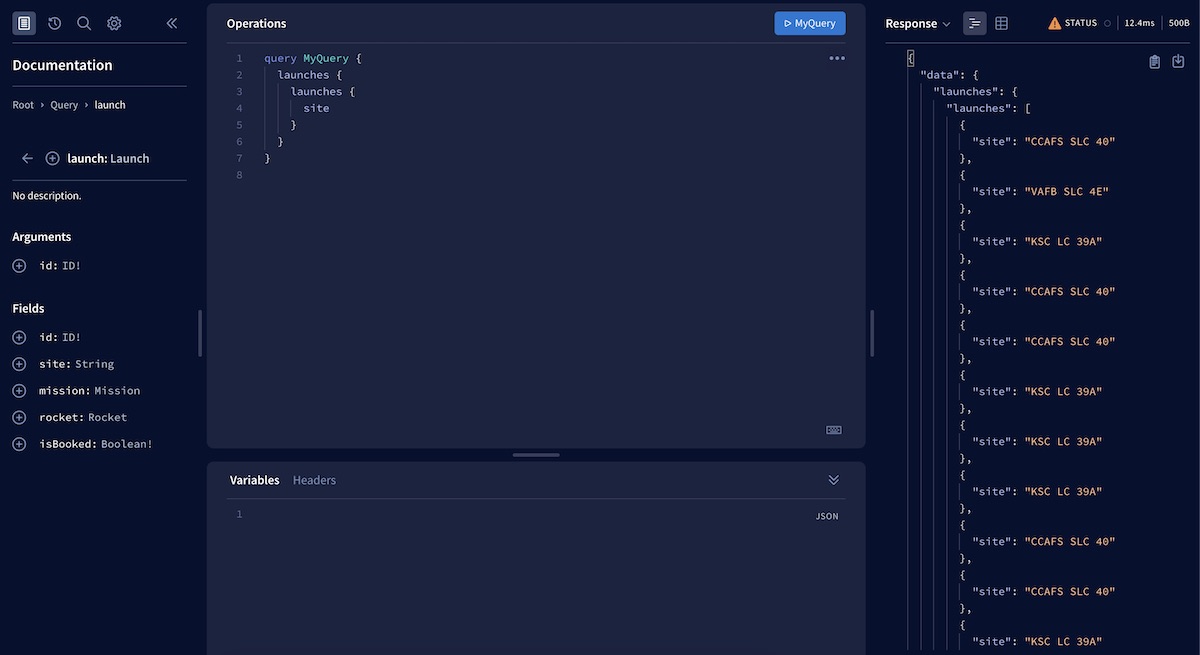 Documentation
Root › Query › launch
launch: Launch
No description.
Arguments
id: ID!
Fields
id: ID!
site: String
mission: Mission
rocket: Rocket
isBooked: Boolean!
Operations
MyQuery
1 query MyQuery {
2 launches {
3 launches {
4 site
5 }
6 }
7 }
8
Variables Headers
1
JSON
Response
STATUS 12.4ms 500B
{
"data": {
"launches": {
"launches": [
{
"site": "CCAFS SLC 40"
},
{
"site": "VAFB SLC 4E"
},
{
"site": "KSC LC 39A"
},
{
"site": "CCAFS SLC 40"
},
{
"site": "CCAFS SLC 40"
},
{
"site": "KSC LC 39A"
},
{
"site": "KSC LC 39A"
},
{
"site": "KSC LC 39A"
},
{
"site": "CCAFS SLC 40"
},
{
"site": "CCAFS SLC 40"
},
{
"site": "KSC LC 39A"